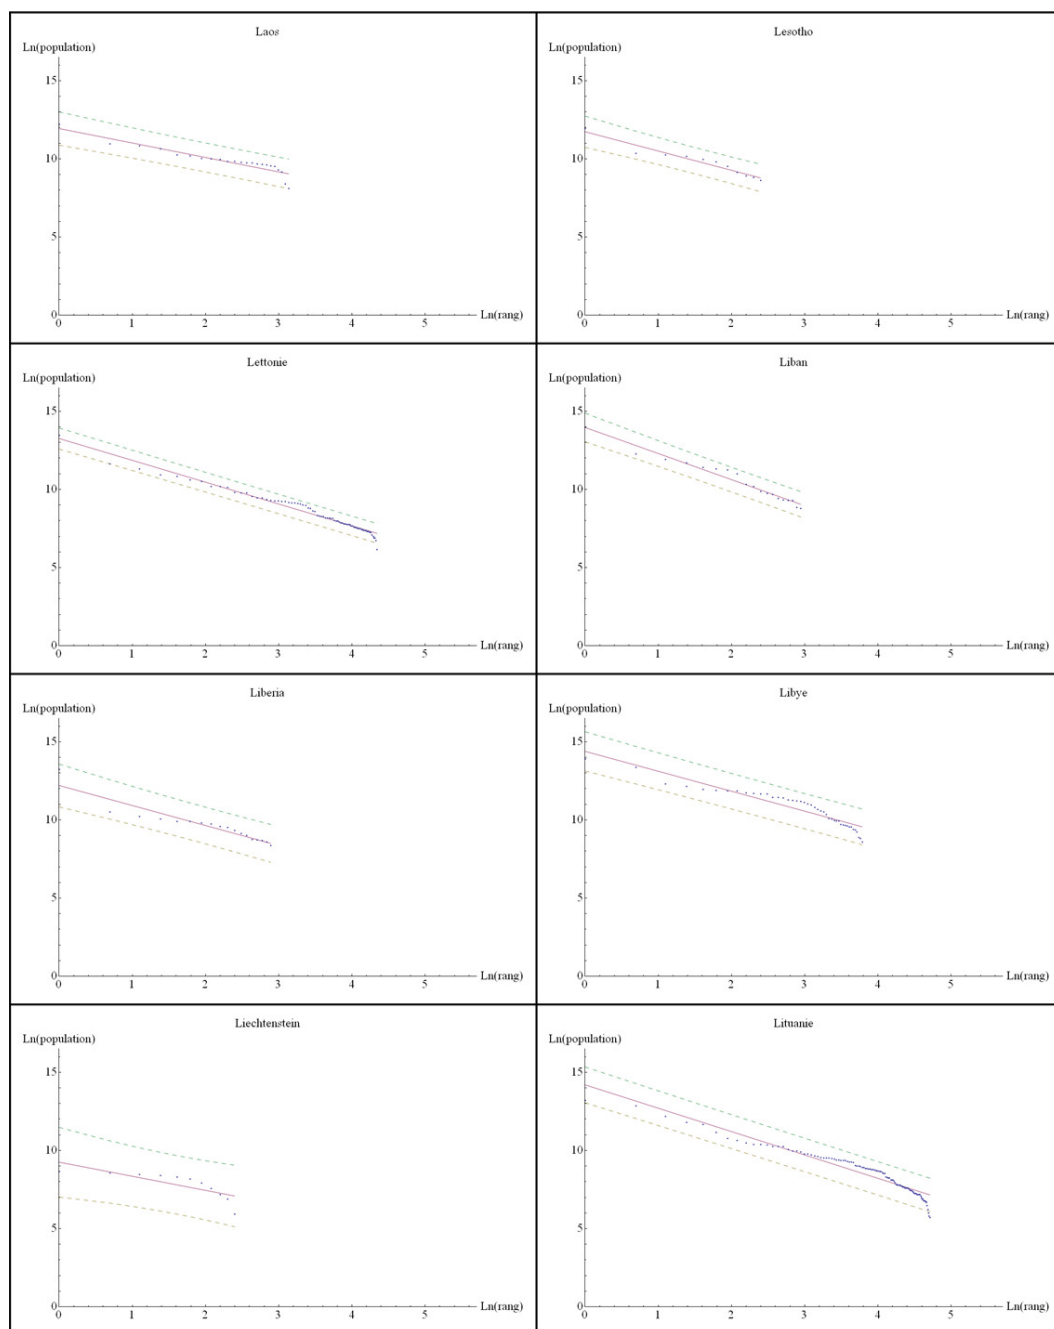 Laos
Ln(population)
15
10
5
0
0 1 2 3 4 5 Ln(rang)
Lesotho
Ln(population)
15
10
5
0
0 1 2 3 4 5 Ln(rang)
Lettonie
Ln(population)
15
10
5
0
0 1 2 3 4 5 Ln(rang)
Liban
Ln(population)
15
10
5
0
0 1 2 3 4 5 Ln(rang)
Liberia
Ln(population)
15
10
5
0
0 1 2 3 4 5 Ln(rang)
Libye
Ln(population)
15
10
5
0
0 1 2 3 4 5 Ln(rang)
Liechtenstein
Ln(population)
15
10
5
0
0 1 2 3 4 5 Ln(rang)
Lituanie
Ln(population)
15
10
5
0
0 1 2 3 4 5 Ln(rang)